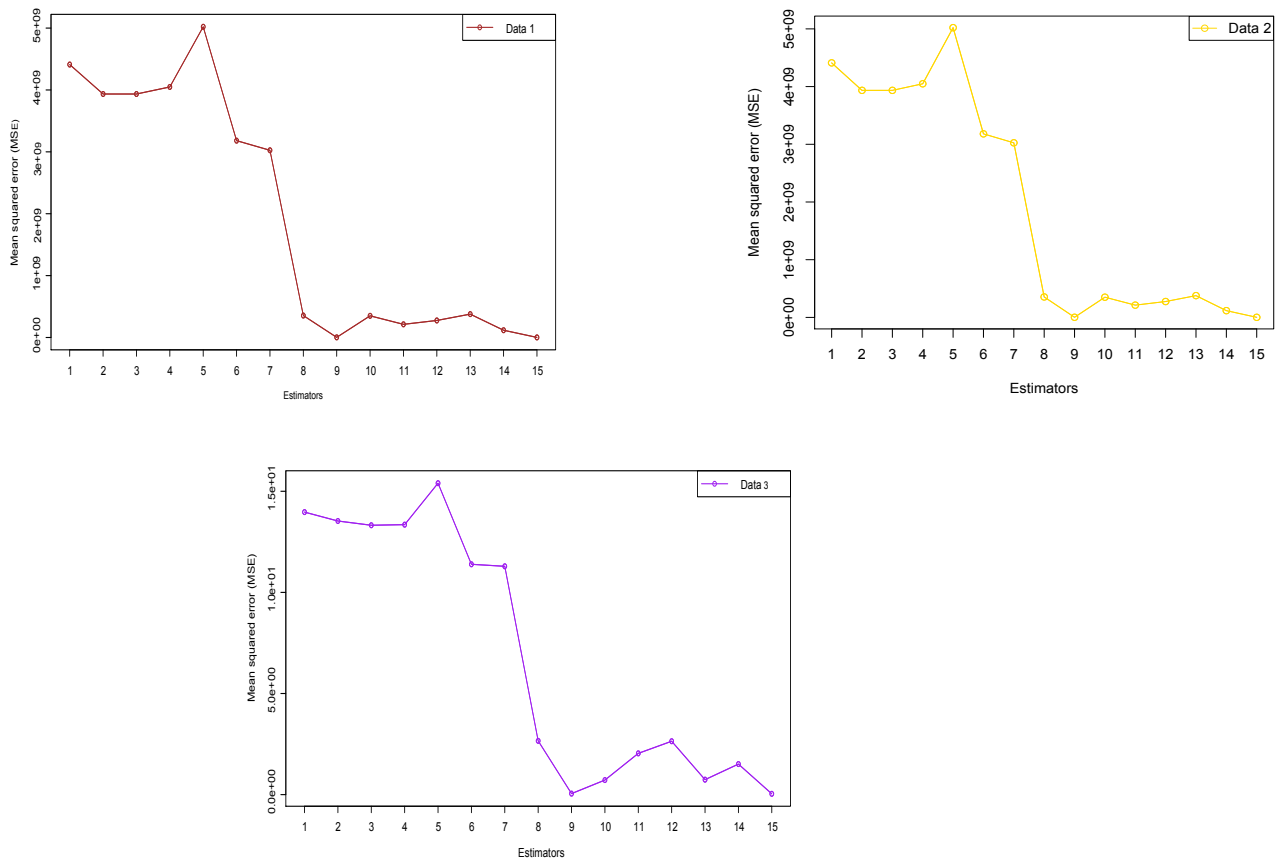 Data 1
Mean squared error (MSE)
5e+09
4e+09
3e+09
2e+09
1e+09
0e+00
1 2 3 4 5 6 7 8 9 10 11 12 13 14 15
Estimators
Data 2
Mean squared error (MSE)
5e+09
4e+09
3e+09
2e+09
1e+09
0e+00
1 2 3 4 5 6 7 8 9 10 11 12 13 14 15
Estimators
Data 3
Mean squared error (MSE)
1.5e+01
1.0e+01
5.0e+00
0.0e+00
1 2 3 4 5 6 7 8 9 10 11 12 13 14 15
Estimators